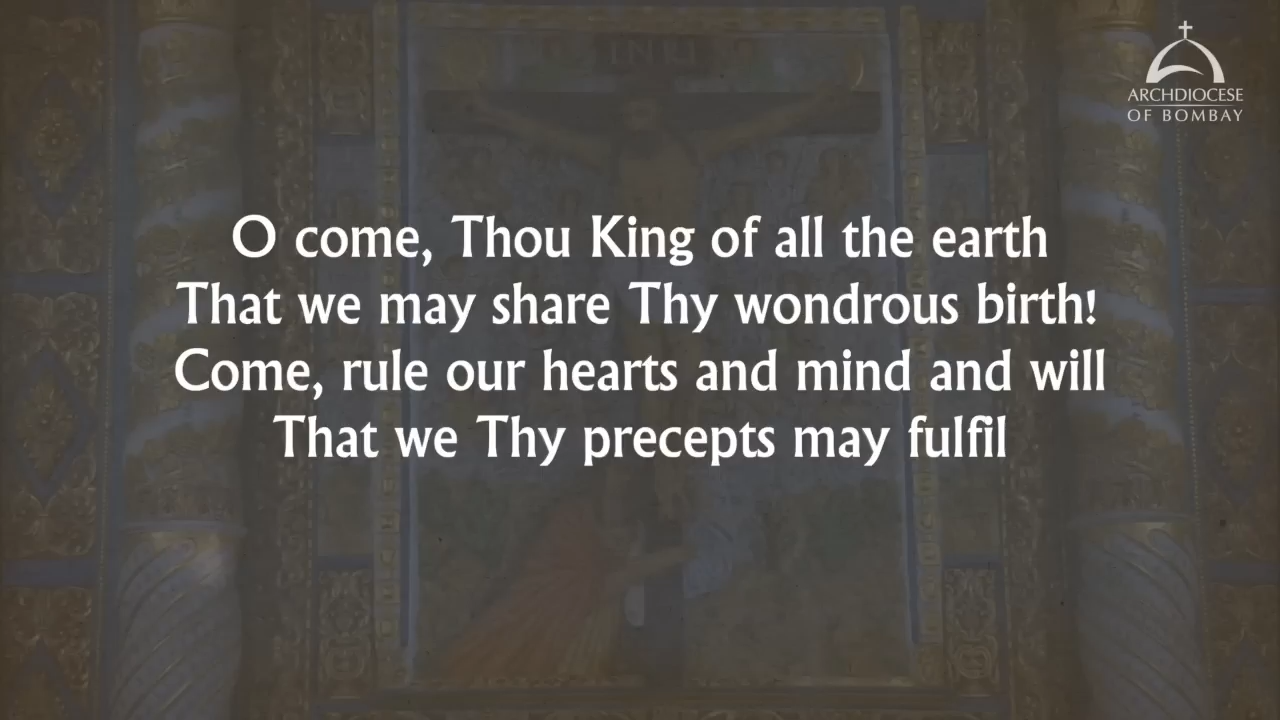 INRI
ARCHDIOCESE
OF BOMBAY
O come, Thou King of all the earth
That we may share Thy wondrous birth!
Come, rule our hearts and mind and will
That we Thy precepts may fulfil